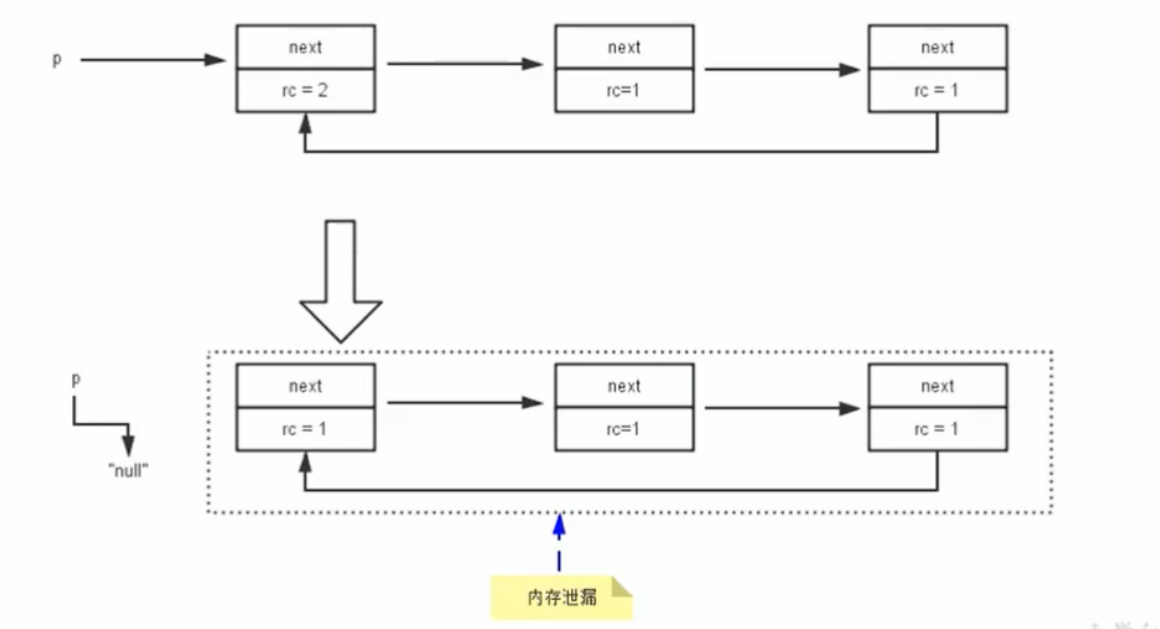 next
next
next
p
rc = 2
rc=1
rc = 1
next
next
next
p
rc = 1
rc=1
rc = 1
"null"
内存泄漏